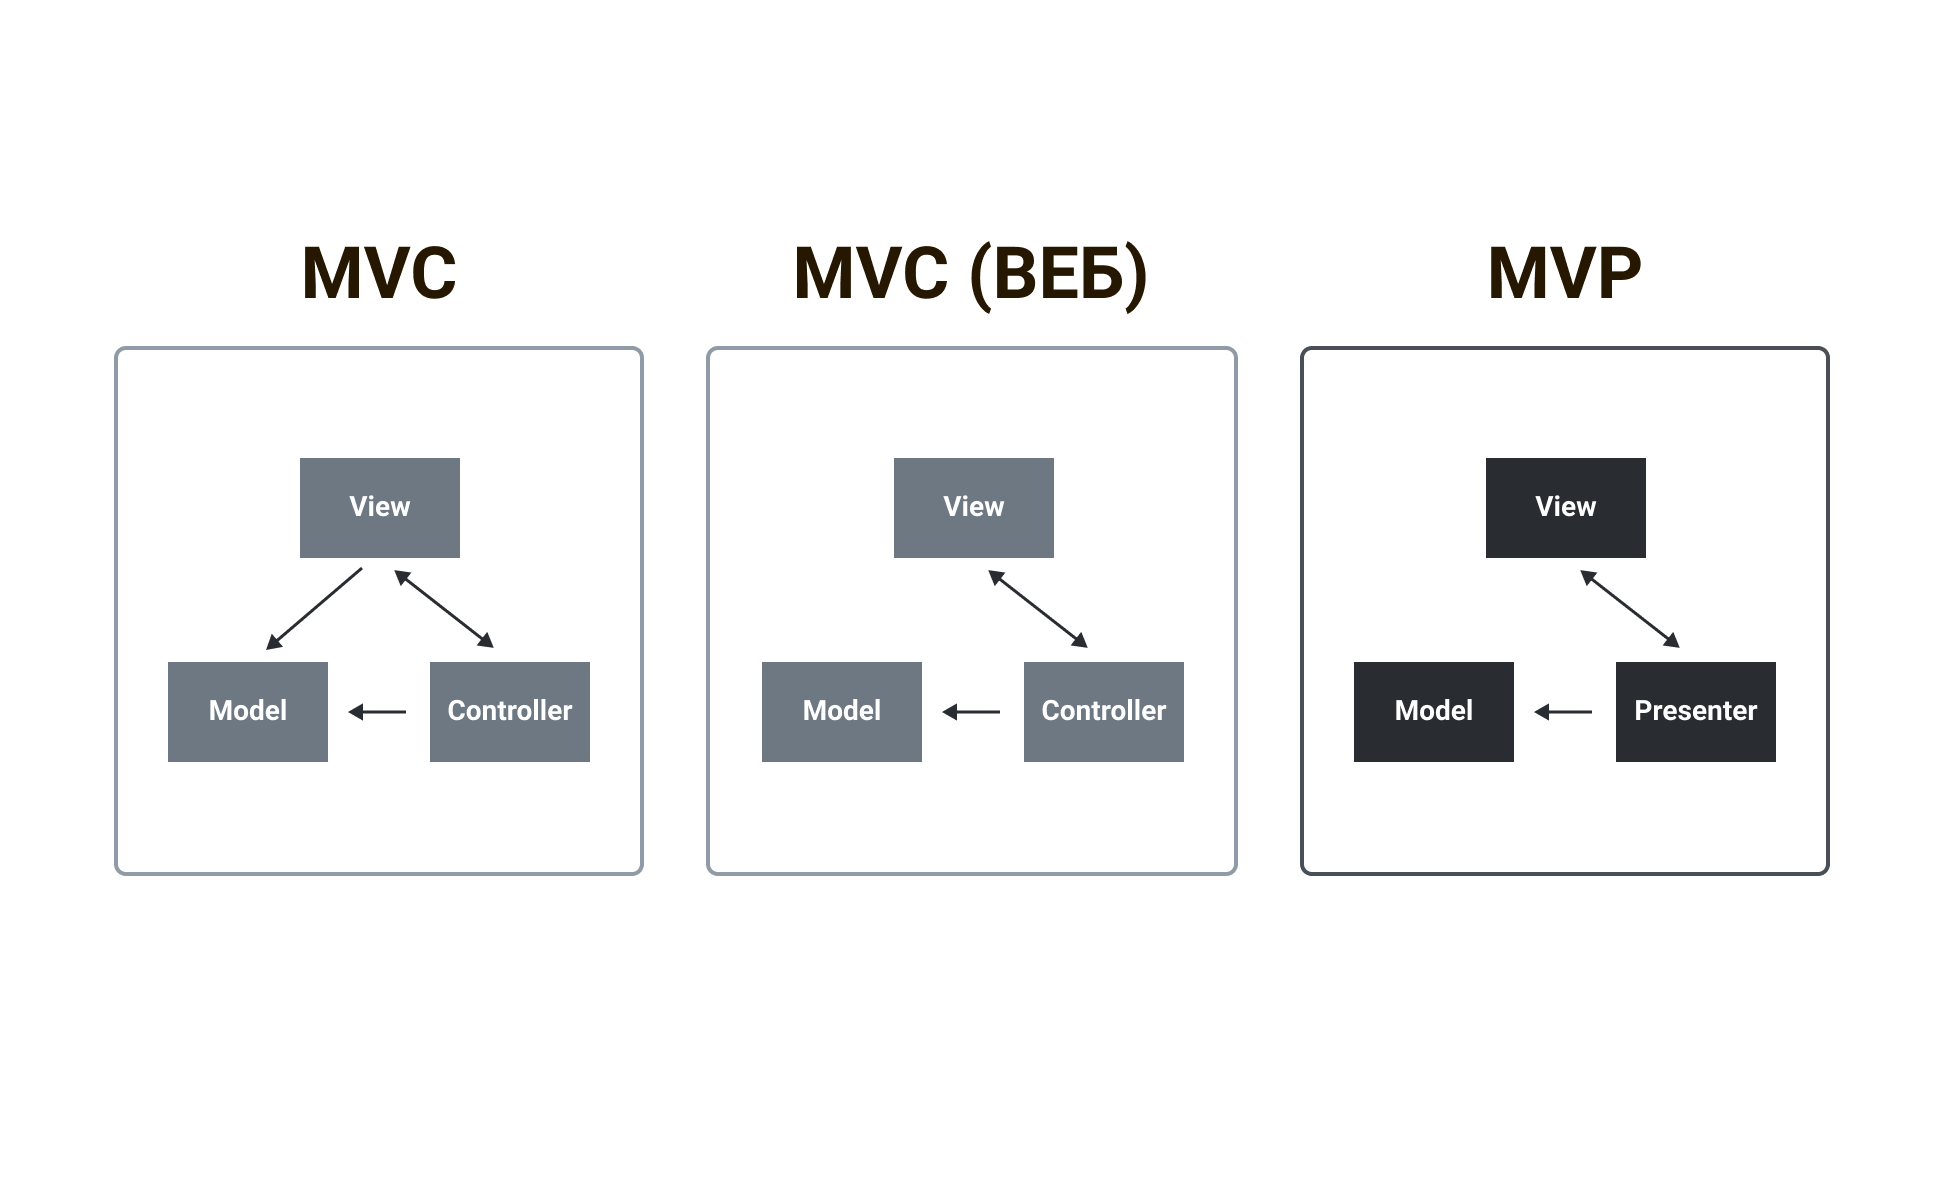 MVC
View
Model
Controller
MVC (ВЕБ)
View
Model
Controller
MVP
View
Model
Presenter